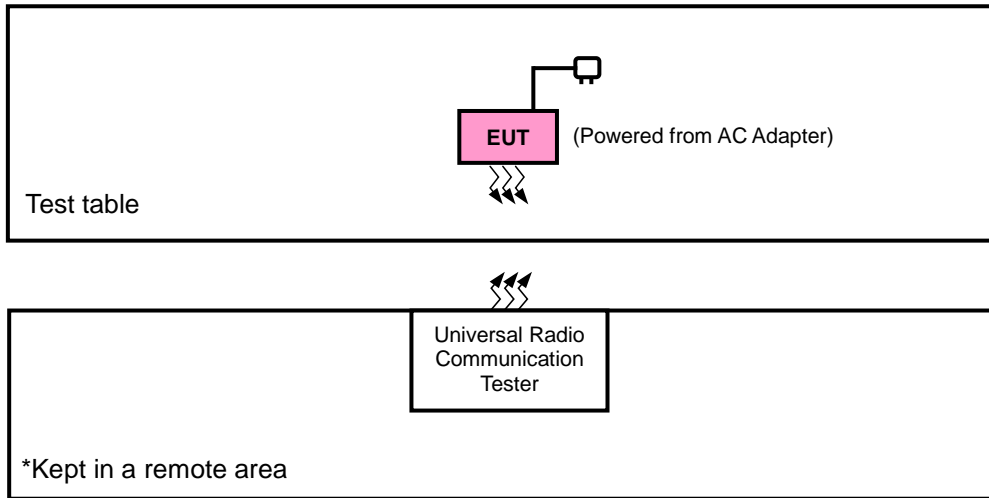 EUT
(Powered from AC Adapter)
Test table
Universal Radio
Communication
Tester
*Kept in a remote area